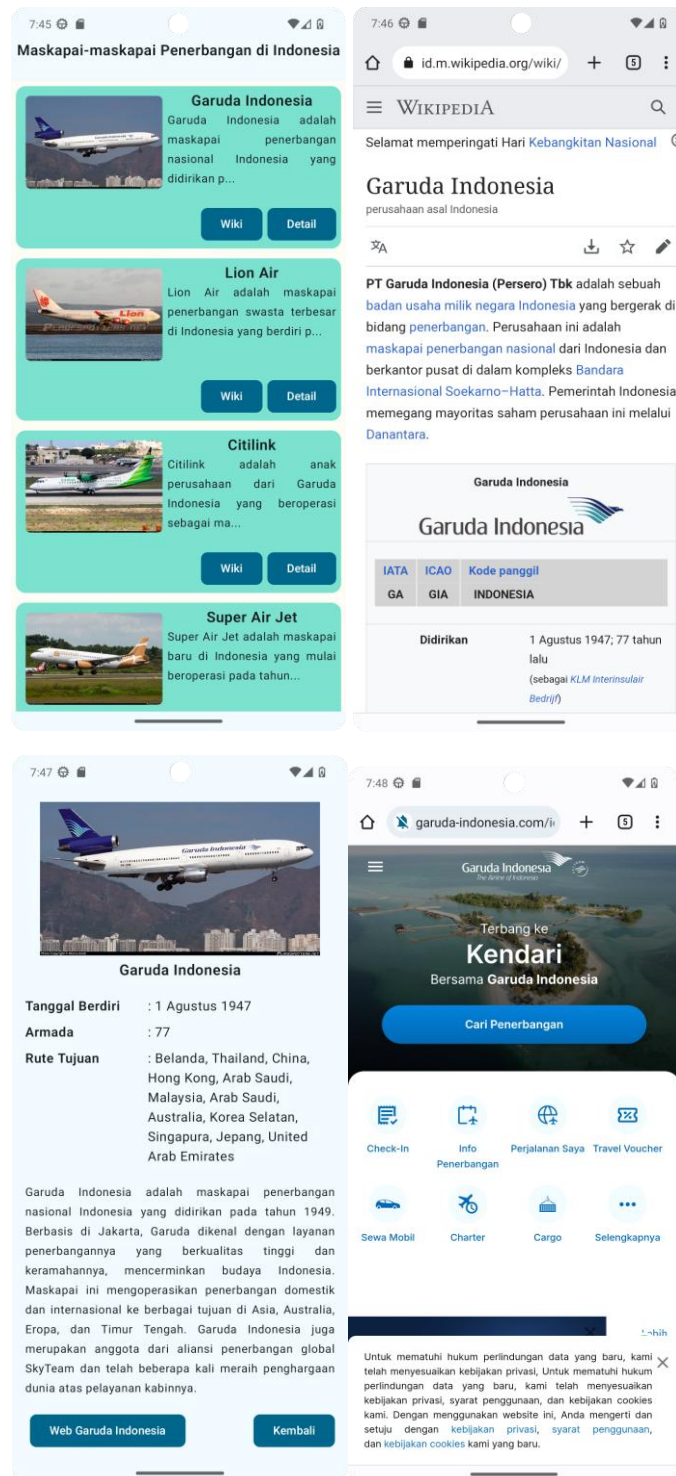 7:45
Maskapai-maskapai Penerbangan di Indonesia
Garuda Indonesia
Garuda Indonesia adalah
maskapai penerbangan
nasional Indonesia yang
didirikan p...
Wiki Detail
Lion Air
Lion Air adalah maskapai
penerbangan swasta terbesar
di Indonesia yang berdiri p...
Wiki Detail
Citilink
Citilink adalah anak
perusahaan dari Garuda
Indonesia yang beroperasi
sebagai ma...
Wiki Detail
Super Air Jet
Super Air Jet adalah maskapai
baru di Indonesia yang mulai
beroperasi pada tahun...
7:46
id.m.wikipedia.org/wiki/ 5
WIKIPEDIA
Selamat memperingati Hari Kebangkitan Nasional
Garuda Indonesia
perusahaan asal Indonesia
PT Garuda Indonesia (Persero) Tbk adalah sebuah
badan usaha milik negara Indonesia yang bergerak di
bidang penerbangan. Perusahaan ini adalah
maskapai penerbangan nasional dari Indonesia dan
berkantor pusat di dalam kompleks Bandara
Internasional Soekarno–Hatta. Pemerintah Indonesia
memegang mayoritas saham perusahaan ini melalui
Danantara.
Garuda Indonesia
Garuda Indonesia
IATA ICAO Kode panggil
GA GIA INDONESIA
Didirikan 1 Agustus 1947; 77 tahun
lalu
(sebagai KLM Interinsulair
Bedrijf)
7:47
Garuda Indonesia
Garuda Indonesia
Tanggal Berdiri : 1 Agustus 1947
Armada : 77
Rute Tujuan : Belanda, Thailand, China,
Hong Kong, Arab Saudi,
Malaysia, Arab Saudi,
Australia, Korea Selatan,
Singapura, Jepang, United
Arab Emirates
Garuda Indonesia adalah maskapai penerbangan
nasional Indonesia yang didirikan pada tahun 1949.
Berbasis di Jakarta, Garuda dikenal dengan layanan
penerbangannya yang berkualitas tinggi dan
keramahannya, mencerminkan budaya Indonesia.
Maskapai ini mengoperasikan penerbangan domestik
dan internasional ke berbagai tujuan di Asia, Australia,
Eropa, dan Timur Tengah. Garuda Indonesia juga
merupakan anggota dari aliansi penerbangan global
SkyTeam dan telah beberapa kali meraih penghargaan
dunia atas pelayanan kabinnya.
Web Garuda Indonesia Kembali
7:48
garuda-indonesia.com/i 5
Garuda Indonesia
The Airline of Indonesia
Terbang ke
Kendari
Bersama Garuda Indonesia
Cari Penerbangan
Check-In Info Penerbangan Perjalanan Saya Travel Voucher
Sewa Mobil Charter Cargo Selengkapnya
Untuk mematuhi hukum perlindungan data yang baru, kami
telah menyesuaikan kebijakan privasi, Untuk mematuhi hukum
perlindungan data yang baru, kami telah menyesuaikan
kebijakan privasi, syarat penggunaan, dan kebijakan cookies
kami. Dengan menggunakan website ini, Anda mengerti dan
setuju dengan kebijakan privasi, syarat penggunaan,
dan kebijakan cookies kami yang baru.